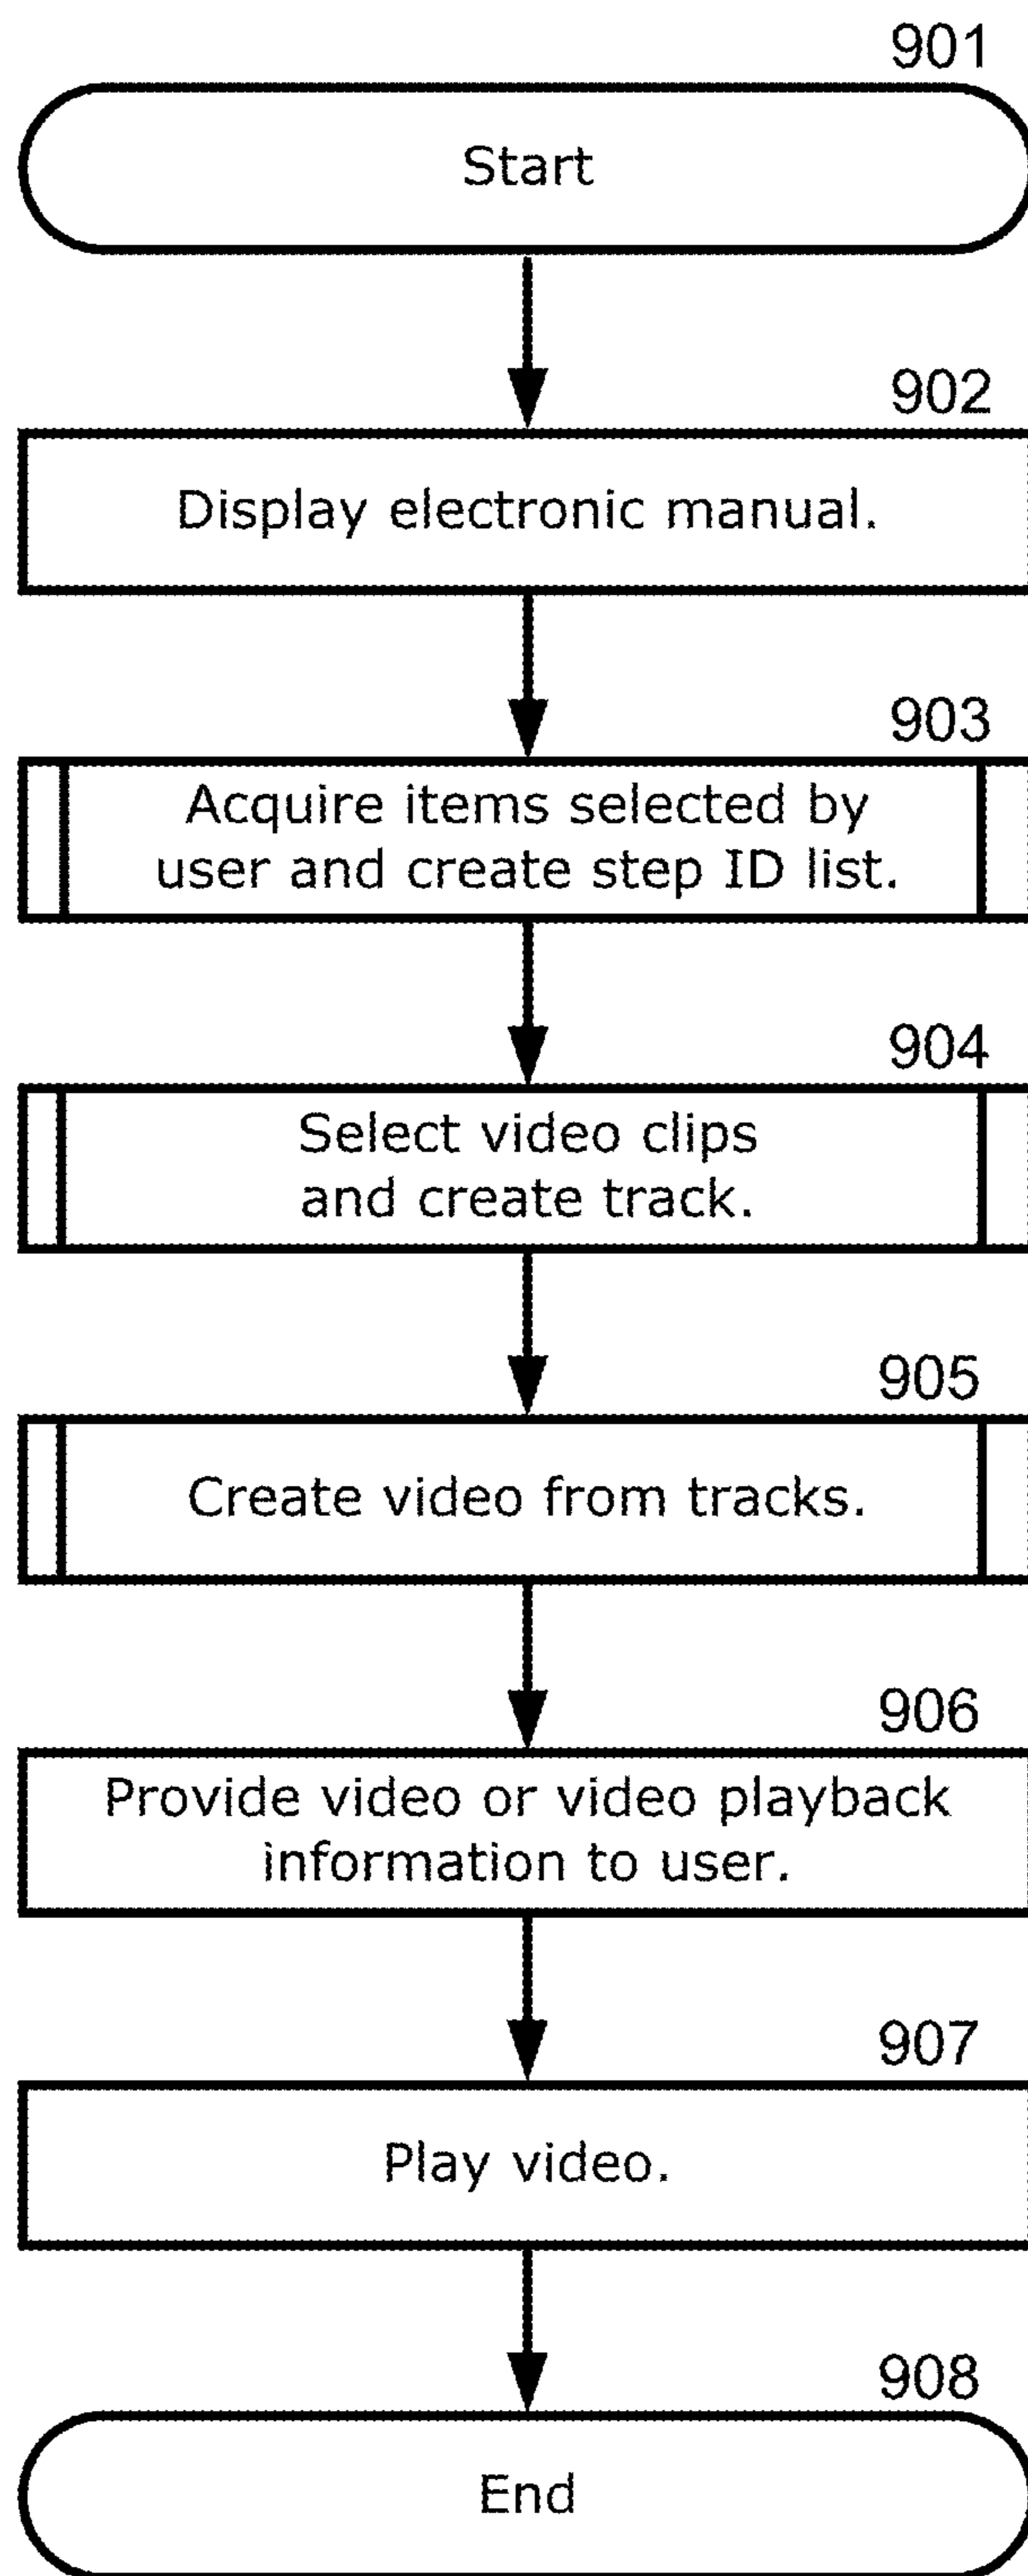 901
Start
902
Display electronic manual.
903
Acquire items selected by
user and create step ID list.
904
Select video clips
and create track.
905
Create video from tracks.
906
Provide video or video playback
information to user.
907
Play video.
908
End